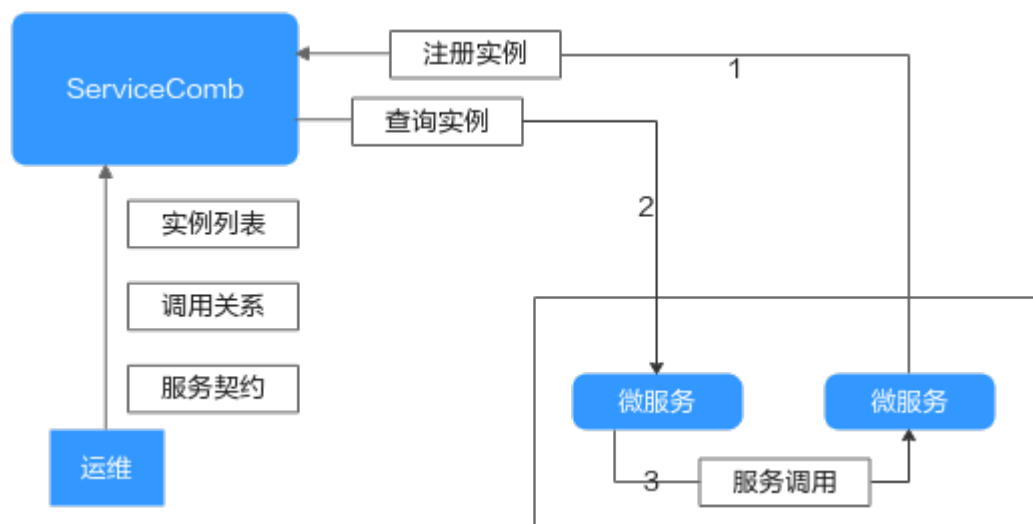 注册实例
1
ServiceComb
查询实例
2
实例列表
调用关系
服务契约
微服务
微服务
运维
3
服务调用